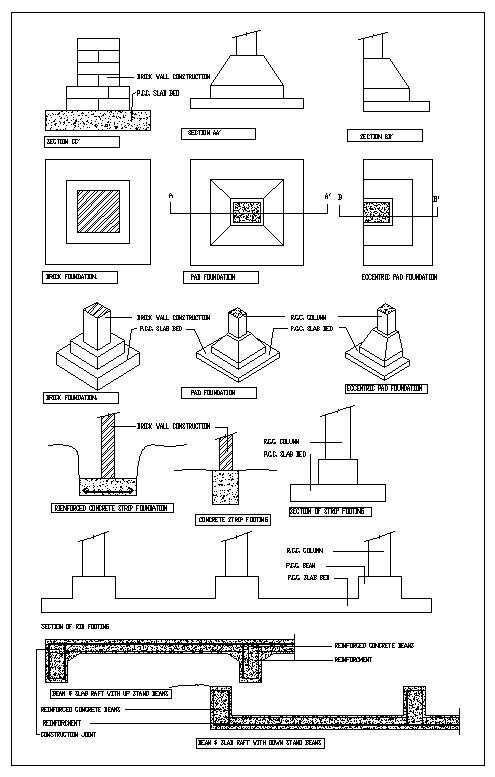 BRICK WALL CONSTRUCTION
P.C.C. SLAB BED
SECTION CC'
SECTION AA'
SECTION BB'
A
A'
B
B'
BRICK FOUNDATION.
PAD FOUNDATION
ECCENTRIC PAD FOUNDATION
BRICK WALL CONSTRUCTION
P.C.C. SLAB BED
R.C.C. COLUMN
P.C.C. SLAB BED
BRICK FOUNDATION.
PAD FOUNDATION
ECCENTRIC PAD FOUNDATION
BRICK WALL CONSTRUCTION
R.C.C. COLUMN
P.C.C. SLAB BED
RIENFORCED CONCRETE STRIP FOUNDATION
CONCRETE STRIP FOOTING
SECTION OF STRIP FOOTING
R.C.C. COLUMN
P.C.C. BEAM
P.C.C. SLAB BED
SECTION OF RIB FOOTING
REINFORCED CONCRETE BEAMS
REINFORCMENT
BEAM & SLAB RAFT WITH UP STAND BEAMS
REINFORCED CONCRETE BEAMS
REINFORCMENT
CONSTRUCTION JOINT
BEAM & SLAB RAFT WITH DOWN STAND BEAMS